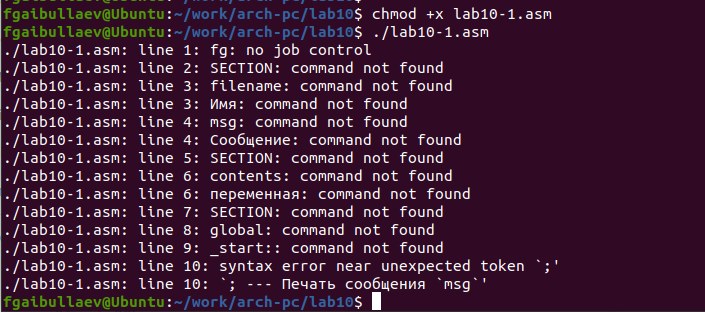 fgaibullaev@Ubuntu:~/work/arch-pc/lab10$ chmod +x lab10-1.asm
fgaibullaev@Ubuntu:~/work/arch-pc/lab10$ ./lab10-1.asm
./lab10-1.asm: line 1: fg: no job control
./lab10-1.asm: line 2: SECTION: command not found
./lab10-1.asm: line 3: filename: command not found
./lab10-1.asm: line 3: Имя: command not found
./lab10-1.asm: line 4: msg: command not found
./lab10-1.asm: line 4: Сообщение: command not found
./lab10-1.asm: line 5: SECTION: command not found
./lab10-1.asm: line 6: contents: command not found
./lab10-1.asm: line 6: переменная: command not found
./lab10-1.asm: line 7: SECTION: command not found
./lab10-1.asm: line 8: global: command not found
./lab10-1.asm: line 9: _start:: command not found
./lab10-1.asm: line 10: syntax error near unexpected token `;'
./lab10-1.asm: line 10: `; --- Печать сообщения `msg`'
fgaibullaev@Ubuntu:~/work/arch-pc/lab10$